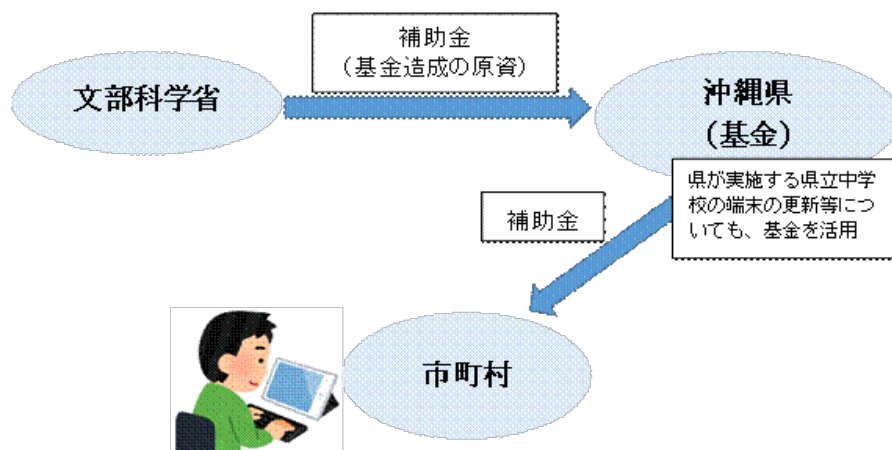 補助金
（基金造成の原資）
文部科学省
沖縄県
（基金）
県が実施する県立中学
校の端末の更新等につ
いても、基金を活用
補助金
市町村